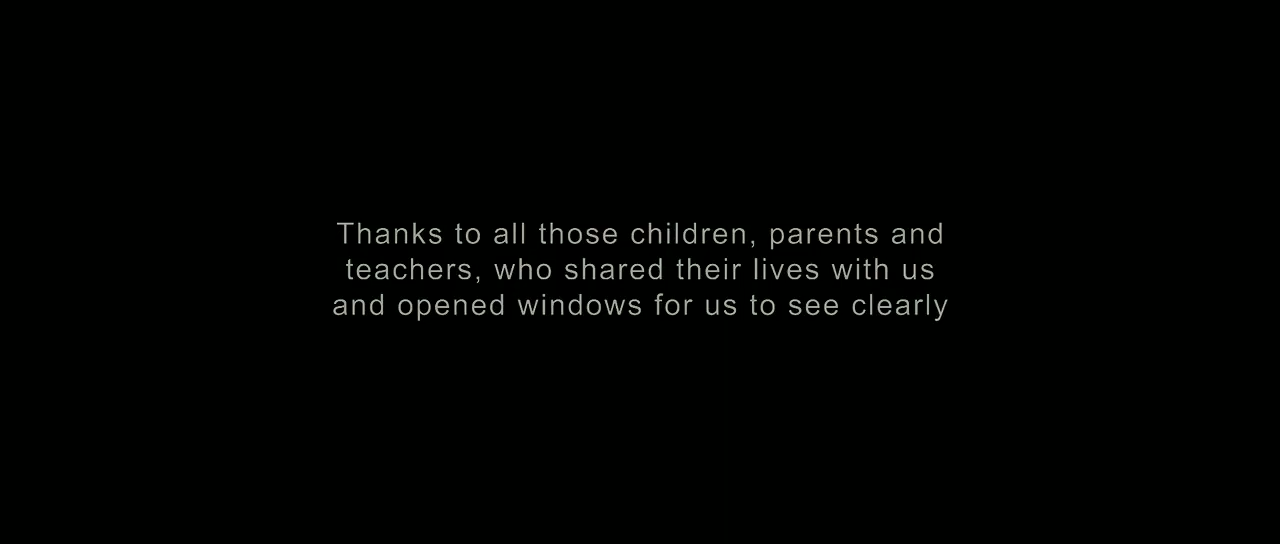 Thanks to all those children, parents and
teachers, who shared their lives with us
and opened windows for us to see clearly